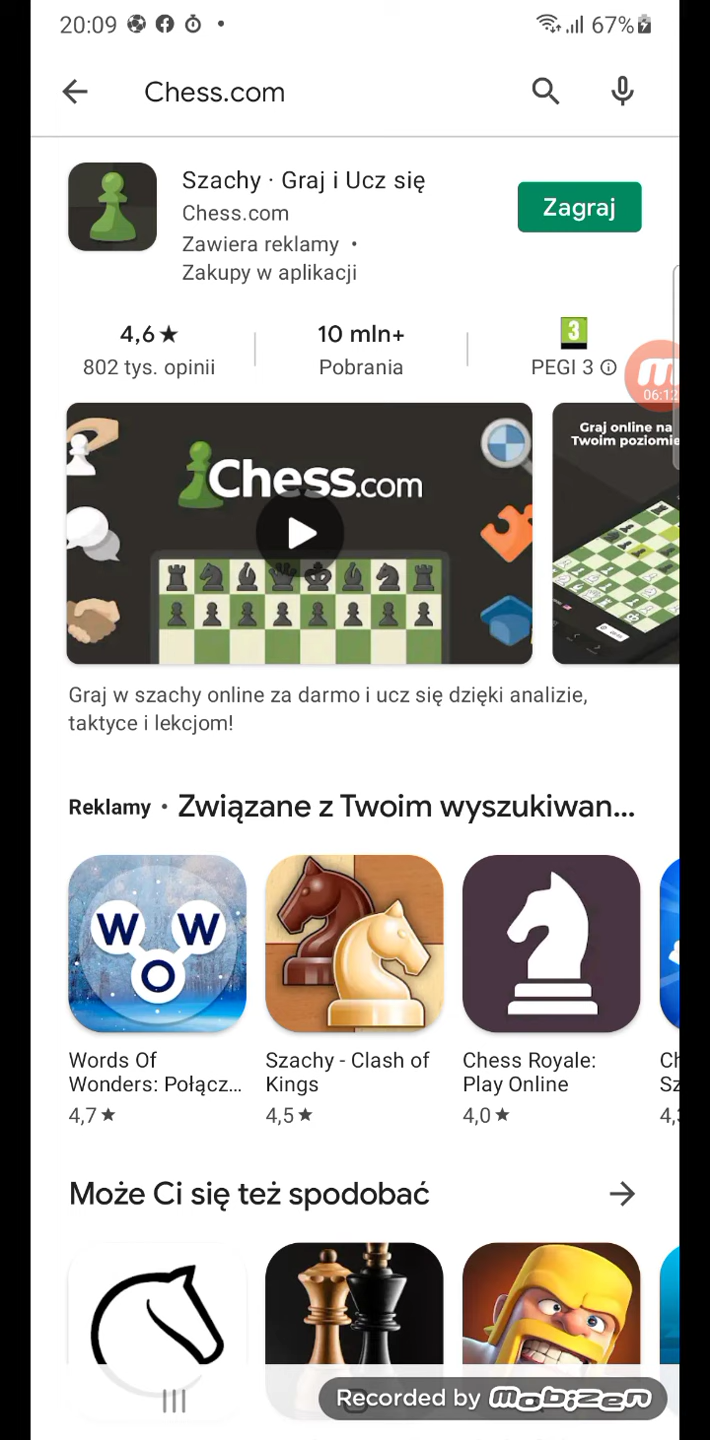 20:09
67%
Chess.com
Szachy · Graj i Ucz się
Chess.com
Zawiera reklamy •
Zakupy w aplikacji
Zagraj
4,6★
802 tys. opinii
10 mln+
Pobrania
3
PEGI 3
06:12
Chess.com
Graj online na
Twoim poziomie
Graj w szachy online za darmo i ucz się dzięki analizie,
taktyce i lekcjom!
Reklamy • Związane z Twoim wyszukiwan...
W W
O
Words Of
Wonders: Połącz...
4,7★
Szachy - Clash of
Kings
4,5★
Chess Royale:
Play Online
4,0★
Może Ci się też spodobać
Recorded by mobizen